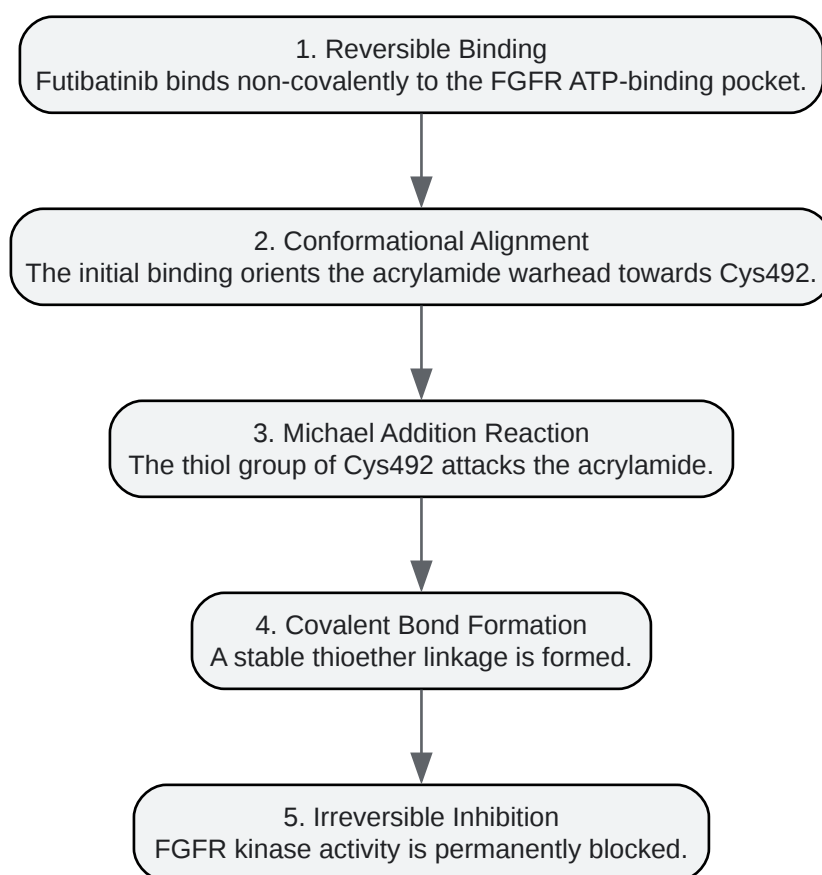 1. Reversible Binding
Futibatinib binds non-covalently to the FGFR ATP-binding pocket.
2. Conformational Alignment
The initial binding orients the acrylamide warhead towards Cys492.
3. Michael Addition Reaction
The thiol group of Cys492 attacks the acrylamide.
4. Covalent Bond Formation
A stable thioether linkage is formed.
5. Irreversible Inhibition
FGFR kinase activity is permanently blocked.